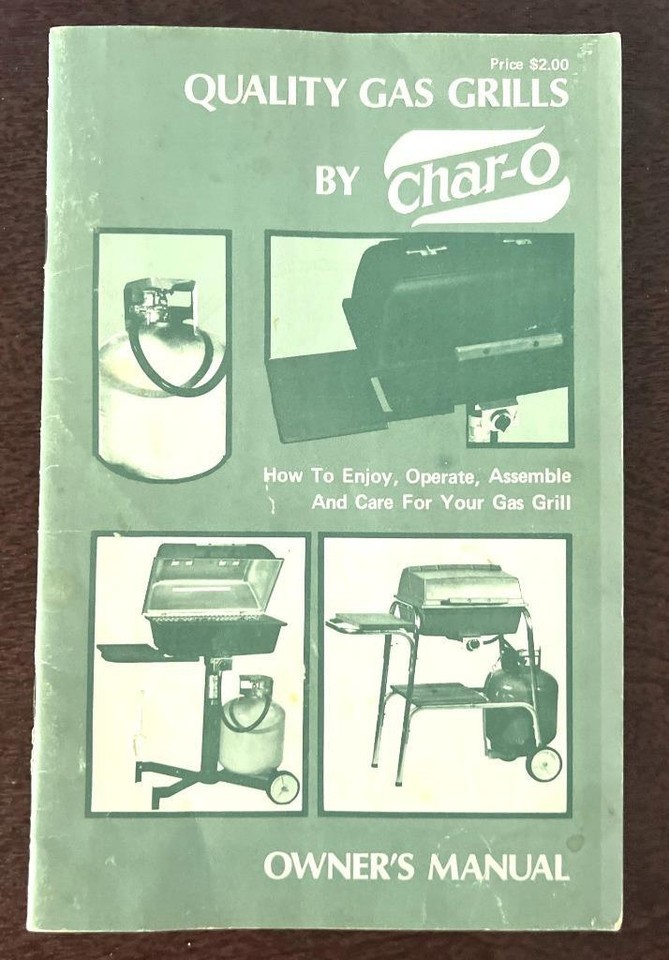 Price $2.00
QUALITY GAS GRILLS
BY Char-O
How To Enjoy, Operate, Assemble
And Care For Your Gas Grill
OWNER'S MANUAL